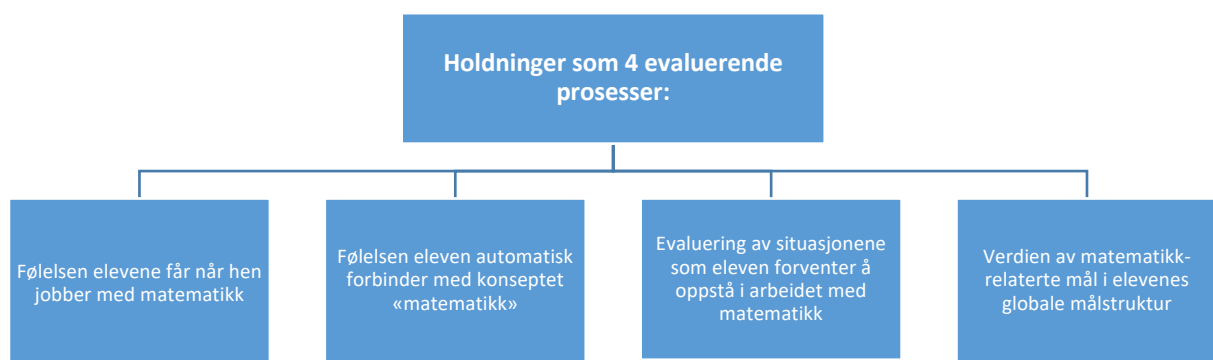 Holdninger som 4 evaluerende
prosesser:
Følelsen elevene får når hen
jobber med matematikk
Følelsen eleven automatisk
forbinder med konseptet
«matematikk»
Evaluering av situasjonene
som eleven forventer å
oppstå i arbeidet med
matematikk
Verdien av matematikk-
relaterte mål i elevenes
globale målstruktur